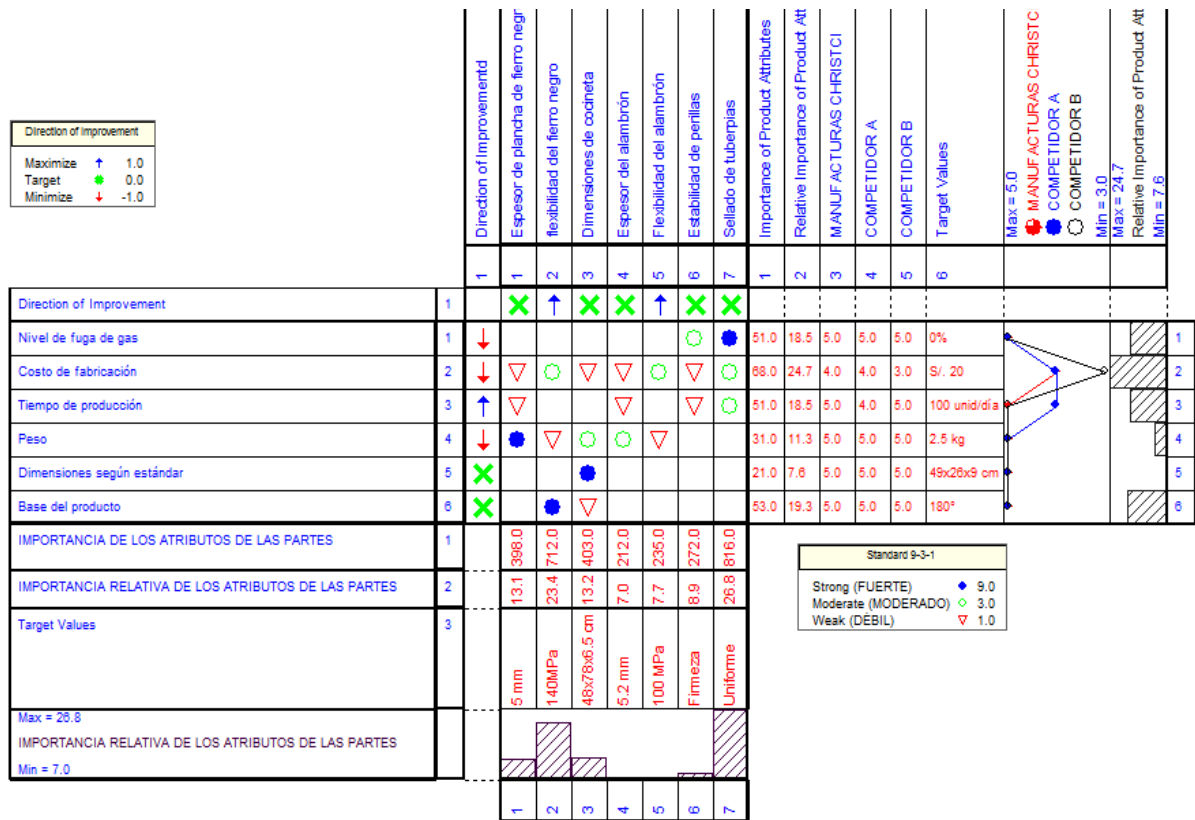 Direction of Improvement
Maximize 1.0
Target 0.0
Minimize -1.0
Direction of Improvementd
Espesor de plancha de fierro negr
flexibilidad del fierro negro
Dimensiones de cocineta
Espesor del alambrón
Flexibilidad del alambrón
Estabilidad de perillas
Sellado de tuberpias
Importance of Product Attributes
Relative Importance of Product Att
MANUFACTURAS CHRISTCI
COMPETIDOR A
COMPETIDOR B
Target Values
Max = 5.0
MANUFACTURAS CHRISTC
COMPETIDOR A
COMPETIDOR B
Min = 3.0
Max = 24.7
Relative Importance of Product Att
Min = 7.6
1 1 2 3 4 5 6 7 1 2 3 4 5 6
Direction of Improvement 1
Nivel de fuga de gas 1 51.0 18.5 5.0 5.0 5.0 0% 1
Costo de fabricación 2 68.0 24.7 4.0 4.0 3.0 S/. 20 2
Tiempo de producción 3 51.0 18.5 5.0 4.0 5.0 100 unid/día 3
Peso 4 31.0 11.3 5.0 5.0 5.0 2.5 kg 4
Dimensiones según estándar 5 21.0 7.6 5.0 5.0 5.0 49x26x9 cm 5
Base del producto 6 53.0 19.3 5.0 5.0 5.0 180° 6
IMPORTANCIA DE LOS ATRIBUTOS DE LAS PARTES 1 398.0 712.0 403.0 212.0 235.0 272.0 816.0
IMPORTANCIA RELATIVA DE LOS ATRIBUTOS DE LAS PARTES 2 13.1 23.4 13.2 7.0 7.7 8.9 26.8
Target Values 3 5 mm 140MPa 48x78x6.5 cm 5.2 mm 100 MPa Firmeza Uniforme
Standard 9-3-1
Strong (FUERTE) 9.0
Moderate (MODERADO) 3.0
Weak (DÉBIL) 1.0
Max = 26.8
IMPORTANCIA RELATIVA DE LOS ATRIBUTOS DE LAS PARTES
Min = 7.0
1 2 3 4 5 6 7